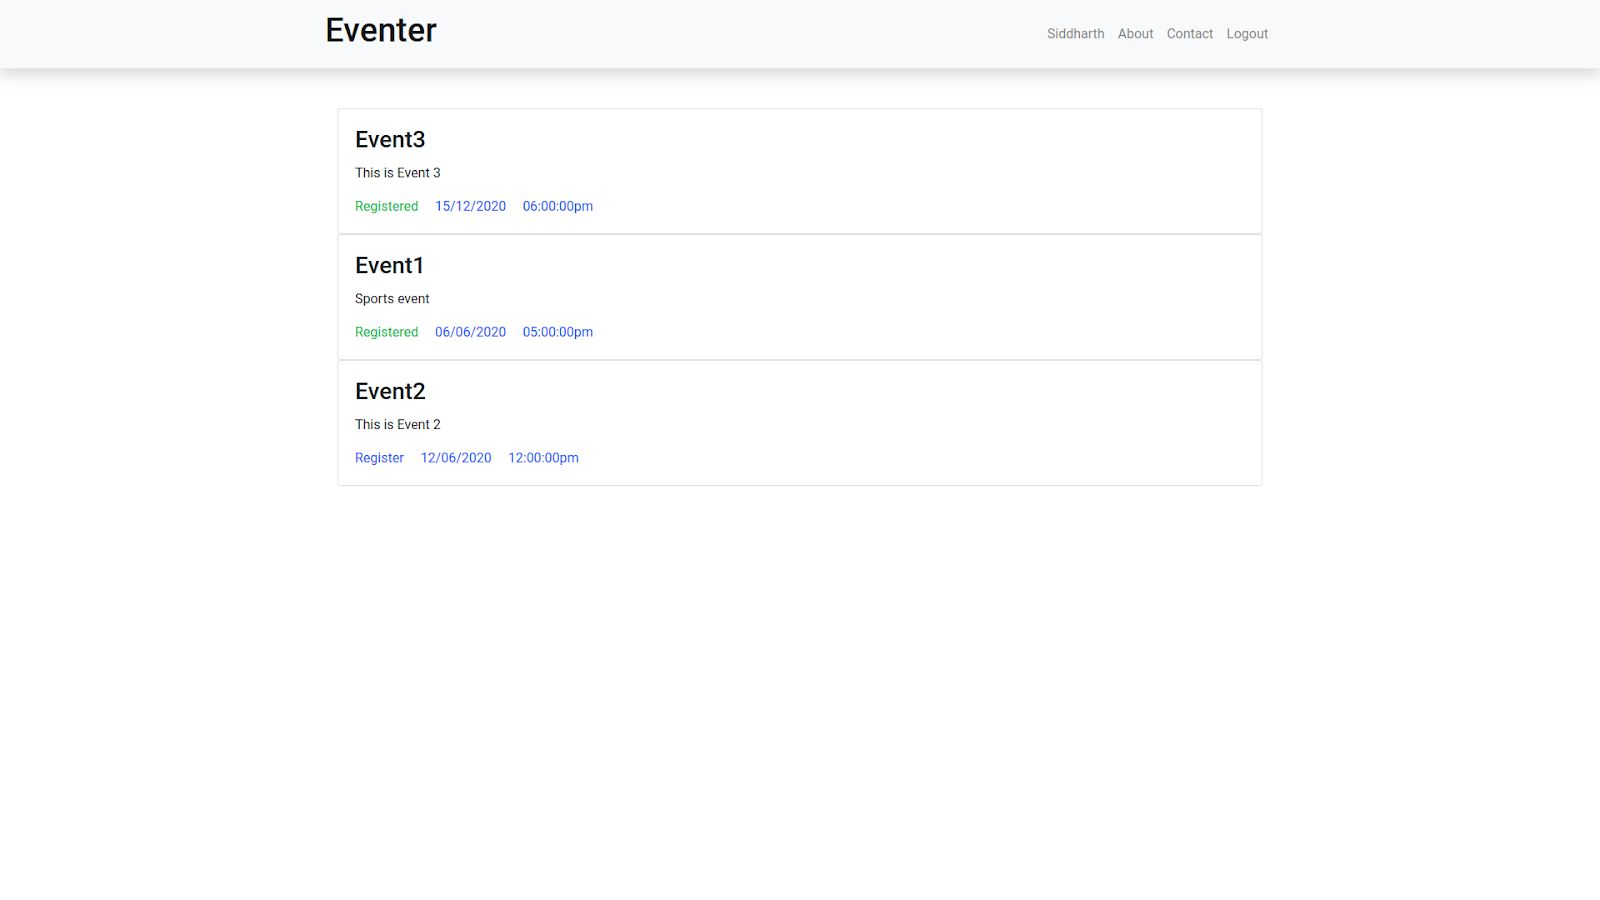 Eventer
Siddharth About Contact Logout
Event3
This is Event 3
Registered 15/12/2020 06:00:00pm
Event1
Sports event
Registered 06/06/2020 05:00:00pm
Event2
This is Event 2
Register 12/06/2020 12:00:00pm